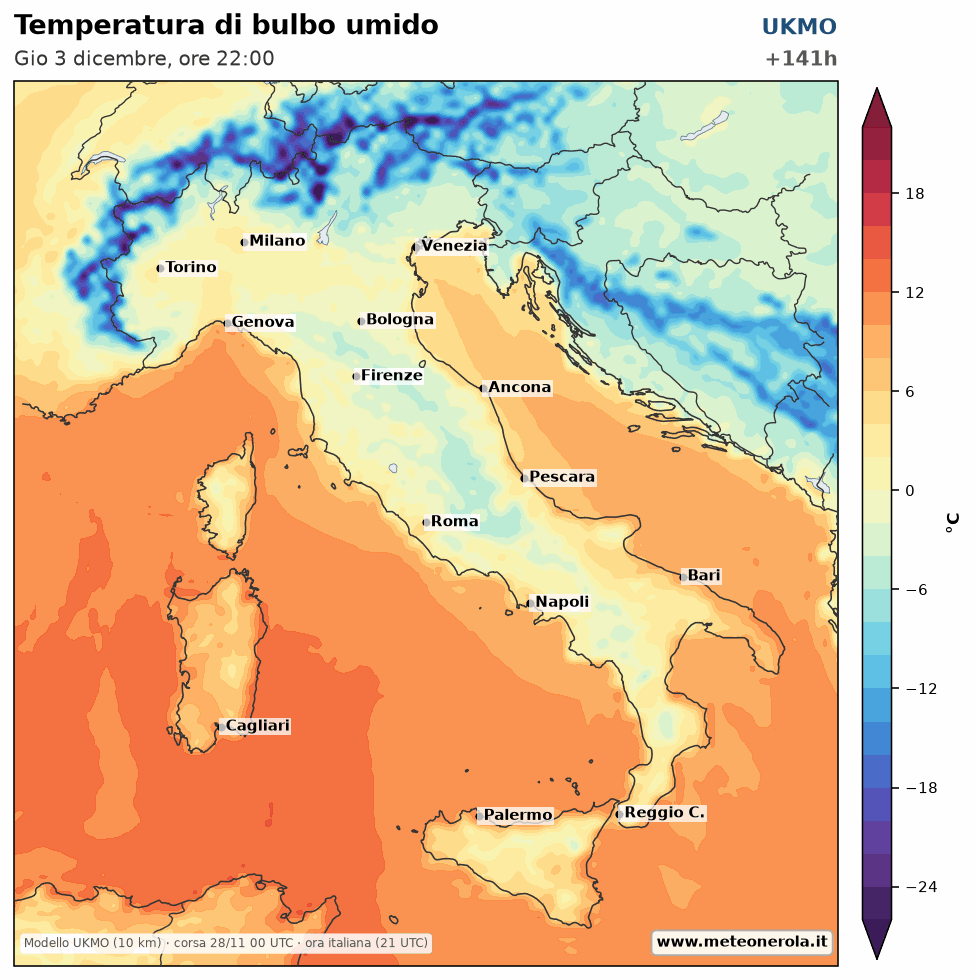 Temperatura di bulbo umido
UKMO
Gio 3 dicembre, ore 22:00
+141h
Milano
Venezia
Torino
Genova
Bologna
Firenze
Ancona
Pescara
Roma
Bari
Napoli
Cagliari
Palermo
Reggio C.
18
12
6
0
−6
−12
−18
−24
°C
Modello UKMO (10 km) · corsa 28/11 00 UTC · ora italiana (21 UTC)
www.meteonerola.it